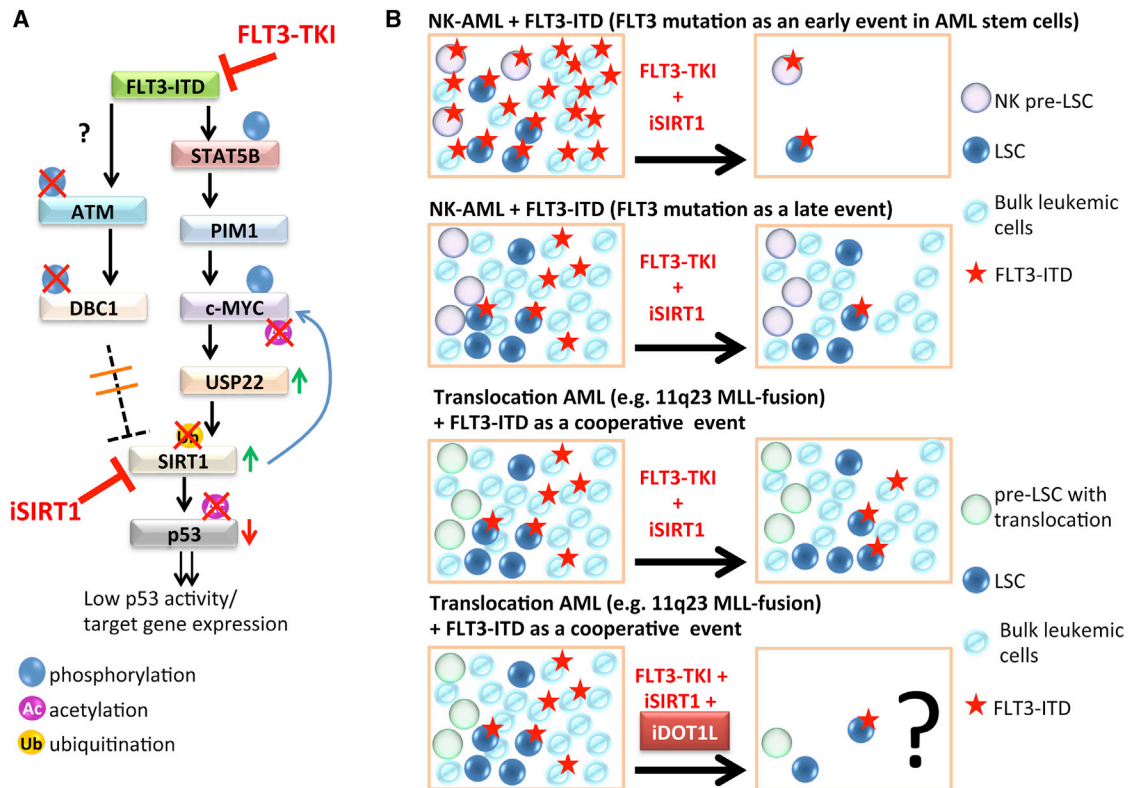 A
FLT3-TKI
FLT3-ITD
?
STAT5B
ATM
PIM1
DBC1
c-MYC
Ac
USP22
Ub
SIRT1
iSIRT1
Ac
p53
Low p53 activity/
target gene expression
phosphorylation
Ac acetylation
Ub ubiquitination
B
NK-AML + FLT3-ITD (FLT3 mutation as an early event in AML stem cells)
FLT3-TKI
+
iSIRT1
NK pre-LSC
LSC
Bulk leukemic
cells
FLT3-ITD
NK-AML + FLT3-ITD (FLT3 mutation as a late event)
FLT3-TKI
+
iSIRT1
Translocation AML (e.g. 11q23 MLL-fusion)
+ FLT3-ITD as a cooperative event
FLT3-TKI
+
iSIRT1
pre-LSC with
translocation
LSC
Bulk leukemic
cells
FLT3-ITD
Translocation AML (e.g. 11q23 MLL-fusion)
+ FLT3-ITD as a cooperative event
FLT3-TKI +
iSIRT1 +
iDOT1L
?